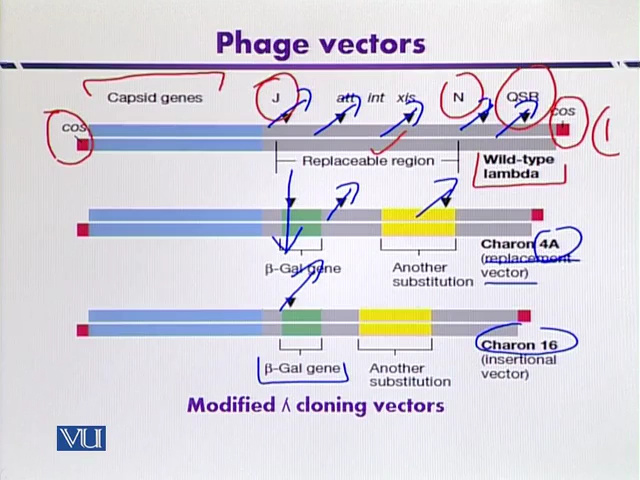 Phage vectors
Capsid genes J att int xis N QSR
cos cos
Replaceable region Wild-type
lambda
Charon 4A
β-Gal gene Another (replacement
substitution vector)
Charon 16
β-Gal gene Another (insertional
substitution vector)
Modified λ cloning vectors
VU